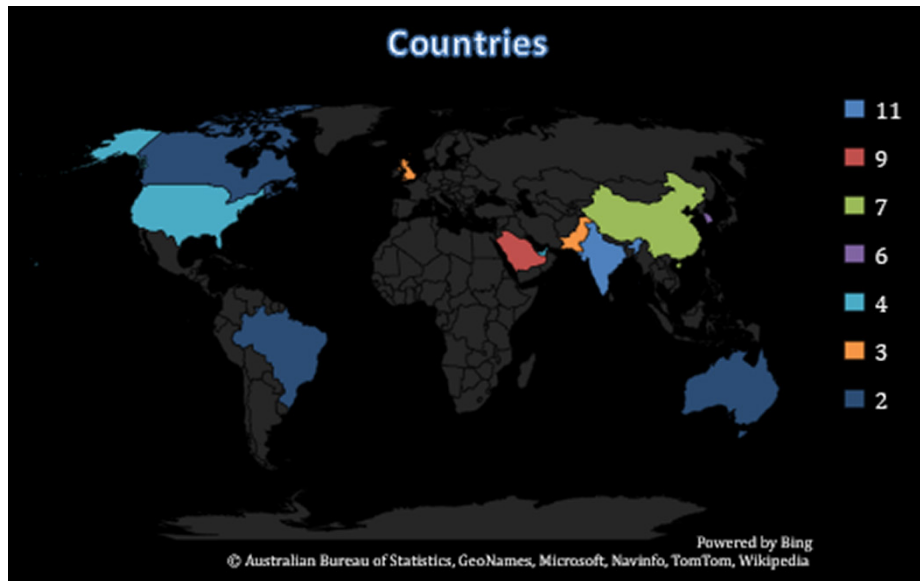 Countries
11
9
7
6
4
3
2
Powered by Bing
© Australian Bureau of Statistics, GeoNames, Microsoft, Navinfo, TomTom, Wikipedia